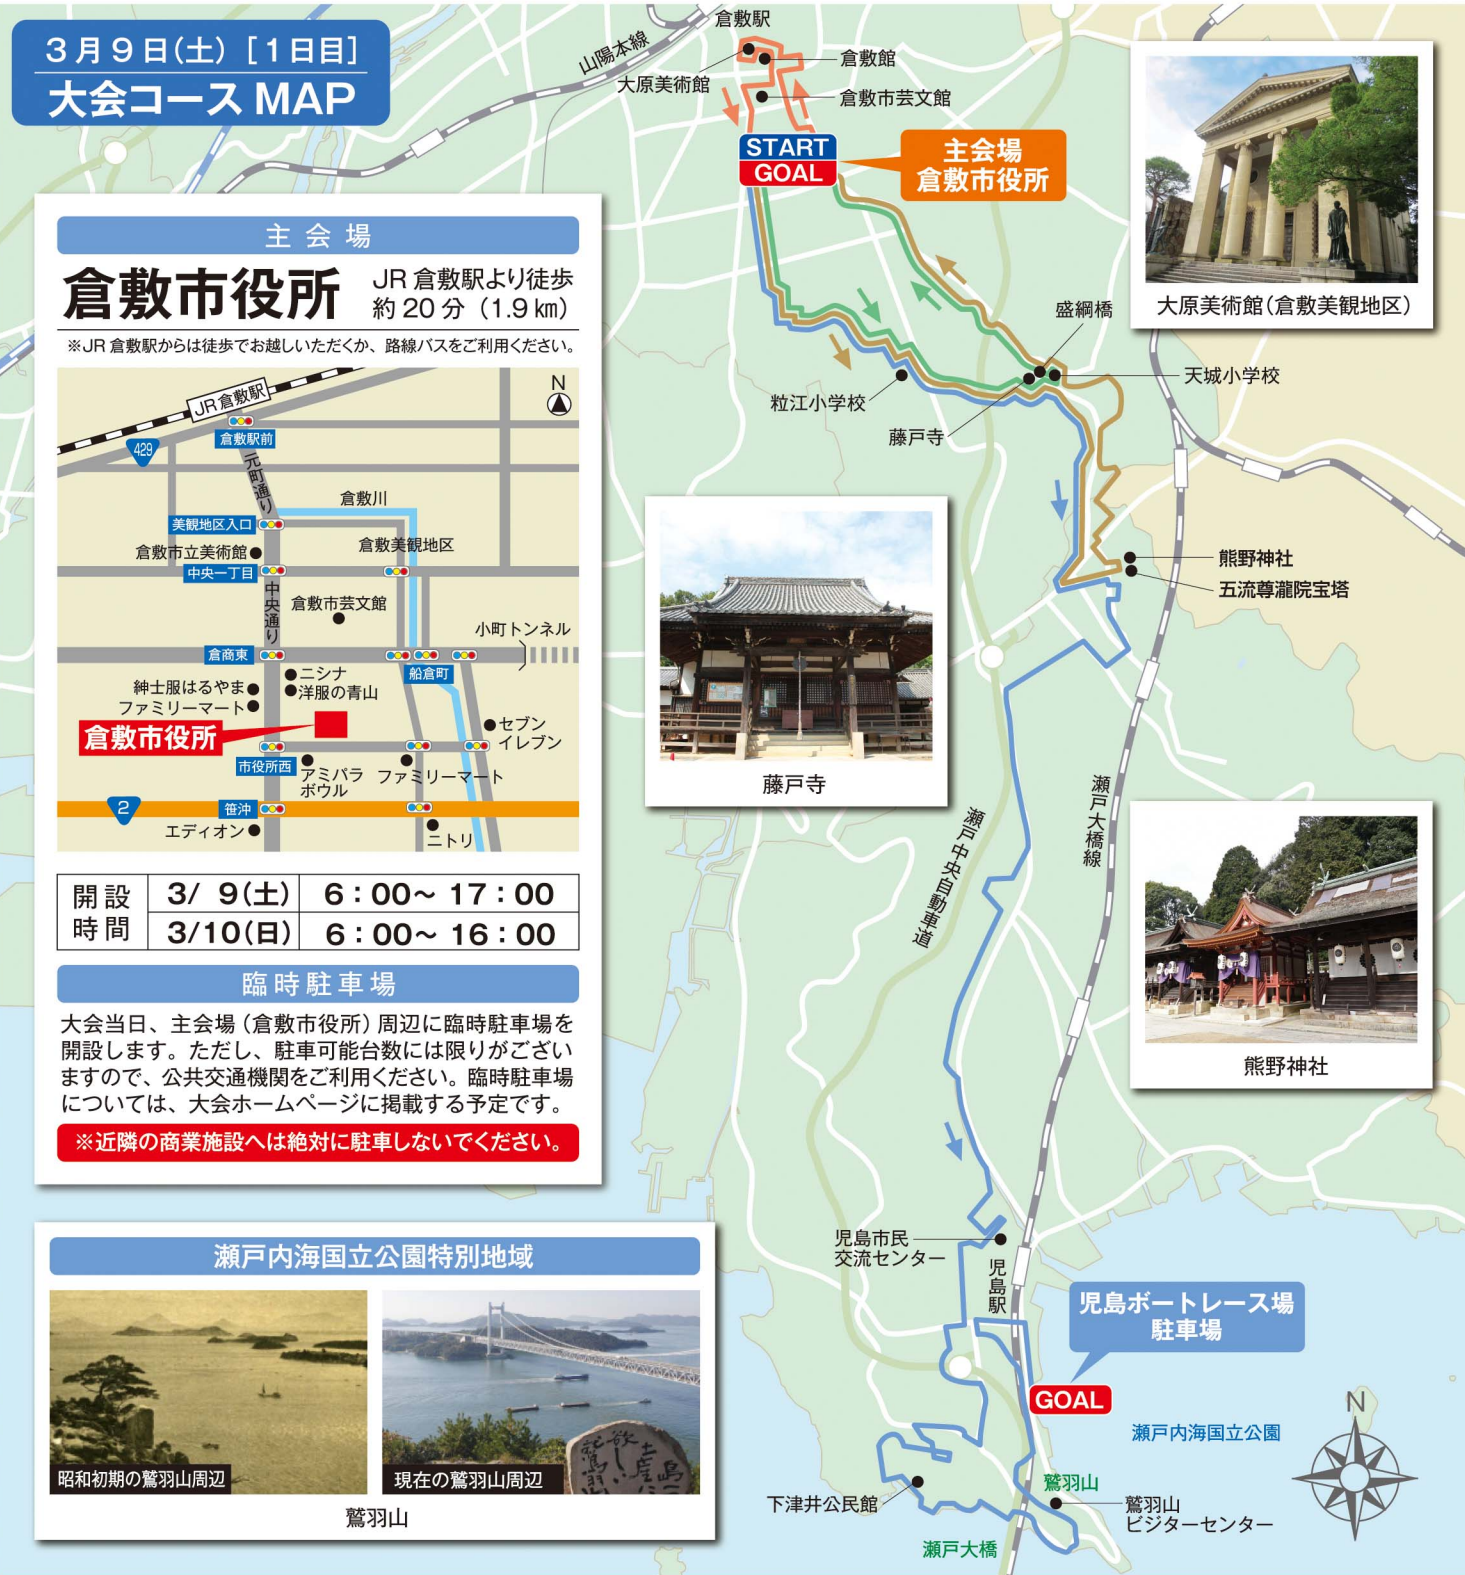 3月9日(土)［1日目］
大会コースMAP
倉敷駅
山陽本線
大原美術館
倉敷館
倉敷市芸文館
START
GOAL
主会場
倉敷市役所
大原美術館(倉敷美観地区)
盛綱橋
天城小学校
粒江小学校
藤戸寺
熊野神社
五流尊瀧院宝塔
藤戸寺
瀬戸中央自動車道
瀬戸大橋線
熊野神社
児島市民
交流センター
児島駅
児島ボートレース場
駐車場
GOAL
N
瀬戸内海国立公園
鷲羽山
鷲羽山
ビジターセンター
下津井公民館
瀬戸大橋
主会場
倉敷市役所
JR倉敷駅より徒歩
約20分（1.9㎞）
※JR倉敷駅からは徒歩でお越しいただくか、路線バスをご利用ください。
JR倉敷駅
N
429
倉敷駅前
元町通り
倉敷川
美観地区入口
倉敷市立美術館
倉敷美観地区
中央一丁目
中央通り
倉敷市芸文館
小町トンネル
倉商東
船倉町
ニシナ
洋服の青山
紳士服はるやま
ファミリーマート
倉敷市役所
セブン
イレブン
市役所西
アミパラ
ボウル
ファミリーマート
2
笹沖
エディオン
ニトリ
開設
時間
3/ 9(土) 6：00〜17：00
3/10(日) 6：00〜16：00
臨時駐車場
大会当日、主会場（倉敷市役所）周辺に臨時駐車場を
開設します。ただし、駐車可能台数には限りがござい
ますので、公共交通機関をご利用ください。臨時駐車場
については、大会ホームページに掲載する予定です。
※近隣の商業施設へは絶対に駐車しないでください。
瀬戸内海国立公園特別地域
昭和初期の鷲羽山周辺
現在の鷲羽山周辺
鷲羽山